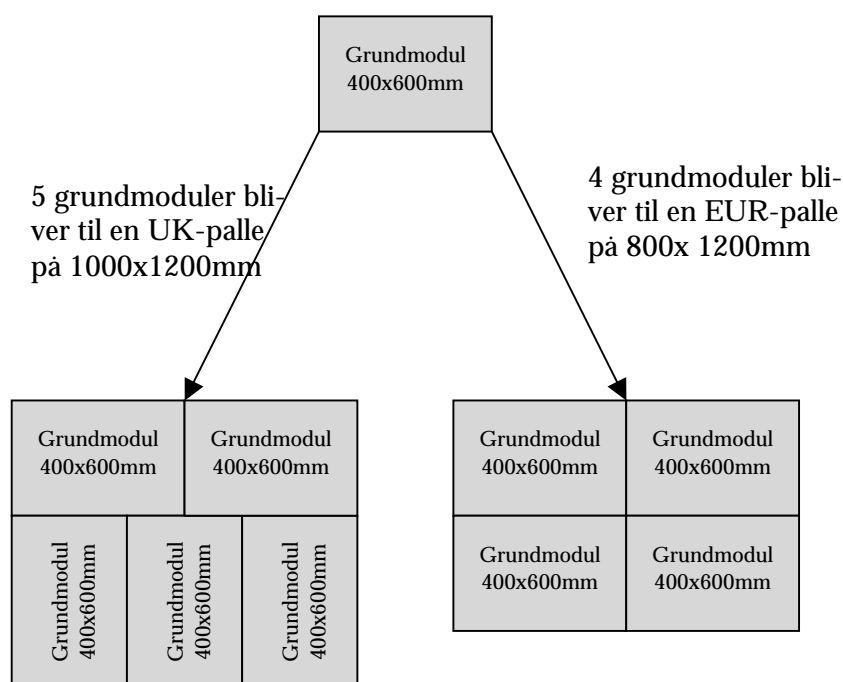 Grundmodul
400x600mm
5 grundmoduler bli-
ver til en UK-palle
på 1000x1200mm
4 grundmoduler bli-
ver til en EUR-palle
på 800x 1200mm
Grundmodul
400x600mm
Grundmodul
400x600mm
Grundmodul
400x600mm
Grundmodul
400x600mm
Grundmodul
400x600mm
Grundmodul
400x600mm
Grundmodul
400x600mm
Grundmodul
400x600mm
Grundmodul
400x600mm